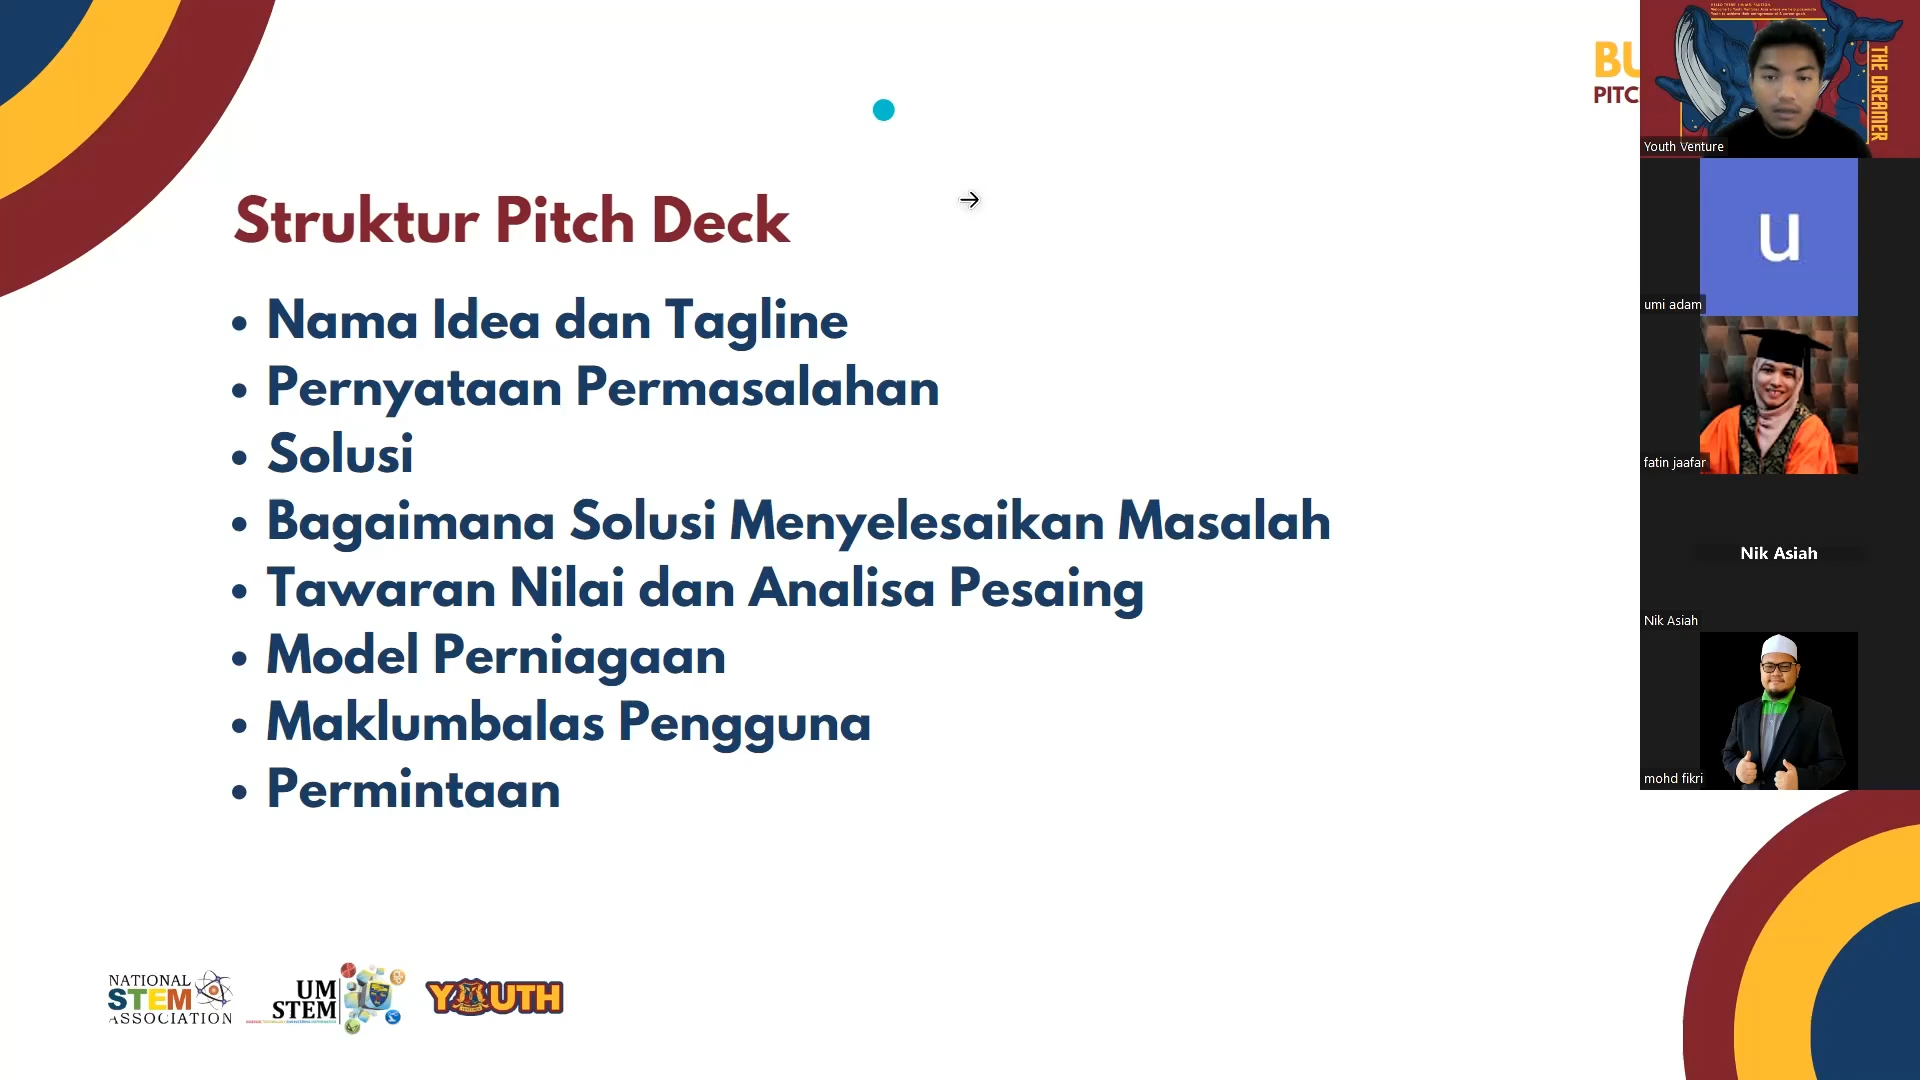 BU
PITC
Struktur Pitch Deck
• Nama Idea dan Tagline
• Pernyataan Permasalahan
• Solusi
• Bagaimana Solusi Menyelesaikan Masalah
• Tawaran Nilai dan Analisa Pesaing
• Model Perniagaan
• Maklumbalas Pengguna
• Permintaan
NATIONAL
STEM
ASSOCIATION
UM
STEM
YOUTH
THE DREAMER
Youth Venture
u
umi adam
fatin jaafar
Nik Asiah
Nik Asiah
mohd fikri